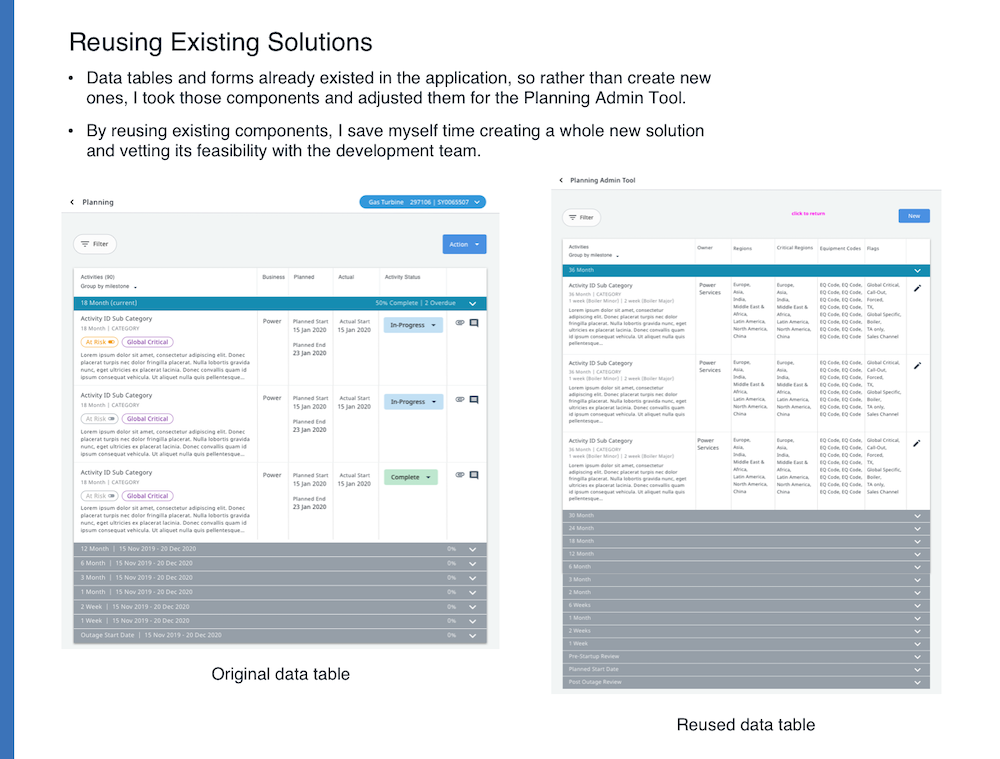 Reusing Existing Solutions
• Data tables and forms already existed in the application, so rather than create new
ones, I took those components and adjusted them for the Planning Admin Tool.
• By reusing existing components, I save myself time creating a whole new solution
and vetting its feasibility with the development team.
Planning
Gas Turbine 297106 | SY0065507
Filter
Action
Activities (90)
Group by milestone
Business Planned Actual Activity Status
18 Month (current) 50% Complete | 2 Overdue
Activity ID Sub Category
18 Month | CATEGORY
At Risk Global Critical
Lorem ipsum dolor sit amet, consectetur adipiscing elit. Donec
placerat turpis nec dolor fringilla placerat. Nulla lobortis gravida
nunc, eget ultricies ex placerat lacinia. Donec convallis quam id
ipsum consequat vehicula. Ut aliquet nulla quis pellentesque...
Power
Planned Start
15 Jan 2020
Planned End
23 Jan 2020
Actual Start
15 Jan 2020
In-Progress
Activity ID Sub Category
18 Month | CATEGORY
At Risk Global Critical
Lorem ipsum dolor sit amet, consectetur adipiscing elit. Donec
placerat turpis nec dolor fringilla placerat. Nulla lobortis gravida
nunc, eget ultricies ex placerat lacinia. Donec convallis quam id
ipsum consequat vehicula. Ut aliquet nulla quis pellentesque...
Power
Planned Start
15 Jan 2020
Planned End
23 Jan 2020
Actual Start
15 Jan 2020
In-Progress
Activity ID Sub Category
18 Month | CATEGORY
At Risk Global Critical
Lorem ipsum dolor sit amet, consectetur adipiscing elit. Donec
placerat turpis nec dolor fringilla placerat. Nulla lobortis gravida
nunc, eget ultricies ex placerat lacinia. Donec convallis quam id
ipsum consequat vehicula. Ut aliquet nulla quis pellentesque...
Power
Planned Start
15 Jan 2020
Planned End
23 Jan 2020
Actual Start
15 Jan 2020
Complete
12 Month | 15 Nov 2019 - 20 Dec 2020 0%
6 Month | 15 Nov 2019 - 20 Dec 2020 0%
3 Month | 15 Nov 2019 - 20 Dec 2020 0%
1 Month | 15 Nov 2019 - 20 Dec 2020 0%
2 Week | 15 Nov 2019 - 20 Dec 2020 0%
1 Week | 15 Nov 2019 - 20 Dec 2020 0%
Outage Start Date | 15 Nov 2019 - 20 Dec 2020 0%
Original data table
Planning Admin Tool
Filter
click to return
New
Activities
Group by milestone
Owner Regions Critical Regions Equipment Codes Flags
36 Month
Activity ID Sub Category
36 Month | CATEGORY
1 week [Boiler Minor] | 2 week [Boiler Major]
Lorem ipsum dolor sit amet, consectetur
adipiscing elit. Donec placerat turpis nec dolor
fringilla placerat. Nulla lobortis gravida nunc, eget
ultricies ex placerat lacinia. Donec convallis quam
id ipsum consequat vehicula. Ut aliquet nulla quis
pellentesque...
Power
Services
Europe,
Asia,
India,
Middle East &
Africa,
Latin America,
North America,
China
Europe,
Asia,
India,
Middle East &
Africa,
Latin America,
North America,
China
EQ Code, EQ Code,
EQ Code, EQ Code,
EQ Code, EQ Code,
EQ Code, EQ Code,
EQ Code, EQ Code,
EQ Code, EQ Code,
EQ Code, EQ Code
Global Critical,
Call-Out,
Forced,
TX,
Global Specific,
Boiler,
TA only,
Sales Channel
Activity ID Sub Category
36 Month | CATEGORY
1 week [Boiler Minor] | 2 week [Boiler Major]
Lorem ipsum dolor sit amet, consectetur
adipiscing elit. Donec placerat turpis nec dolor
fringilla placerat. Nulla lobortis gravida nunc, eget
ultricies ex placerat lacinia. Donec convallis quam
id ipsum consequat vehicula. Ut aliquet nulla quis
pellentesque...
Power
Services
Europe,
Asia,
India,
Middle East &
Africa,
Latin America,
North America,
China
Europe,
Asia,
India,
Middle East &
Africa,
Latin America,
North America,
China
EQ Code, EQ Code,
EQ Code, EQ Code,
EQ Code, EQ Code,
EQ Code, EQ Code,
EQ Code, EQ Code,
EQ Code, EQ Code,
EQ Code, EQ Code
Global Critical,
Call-Out,
Forced,
TX,
Global Specific,
Boiler,
TA only,
Sales Channel
Activity ID Sub Category
36 Month | CATEGORY
1 week [Boiler Minor] | 2 week [Boiler Major]
Lorem ipsum dolor sit amet, consectetur
adipiscing elit. Donec placerat turpis nec dolor
fringilla placerat. Nulla lobortis gravida nunc, eget
ultricies ex placerat lacinia. Donec convallis quam
id ipsum consequat vehicula. Ut aliquet nulla quis
pellentesque...
Power
Services
Europe,
Asia,
India,
Middle East &
Africa,
Latin America,
North America,
China
Europe,
Asia,
India,
Middle East &
Africa,
Latin America,
North America,
China
EQ Code, EQ Code,
EQ Code, EQ Code,
EQ Code, EQ Code,
EQ Code, EQ Code,
EQ Code, EQ Code,
EQ Code, EQ Code,
EQ Code, EQ Code
Global Critical,
Call-Out,
Forced,
TX,
Global Specific,
Boiler,
TA only,
Sales Channel
30 Month
24 Month
18 Month
12 Month
6 Month
3 Month
2 Month
6 Weeks
1 Month
2 Weeks
1 Week
Pre-Startup Review
Planned Start Date
Post Outage Review
Reused data table